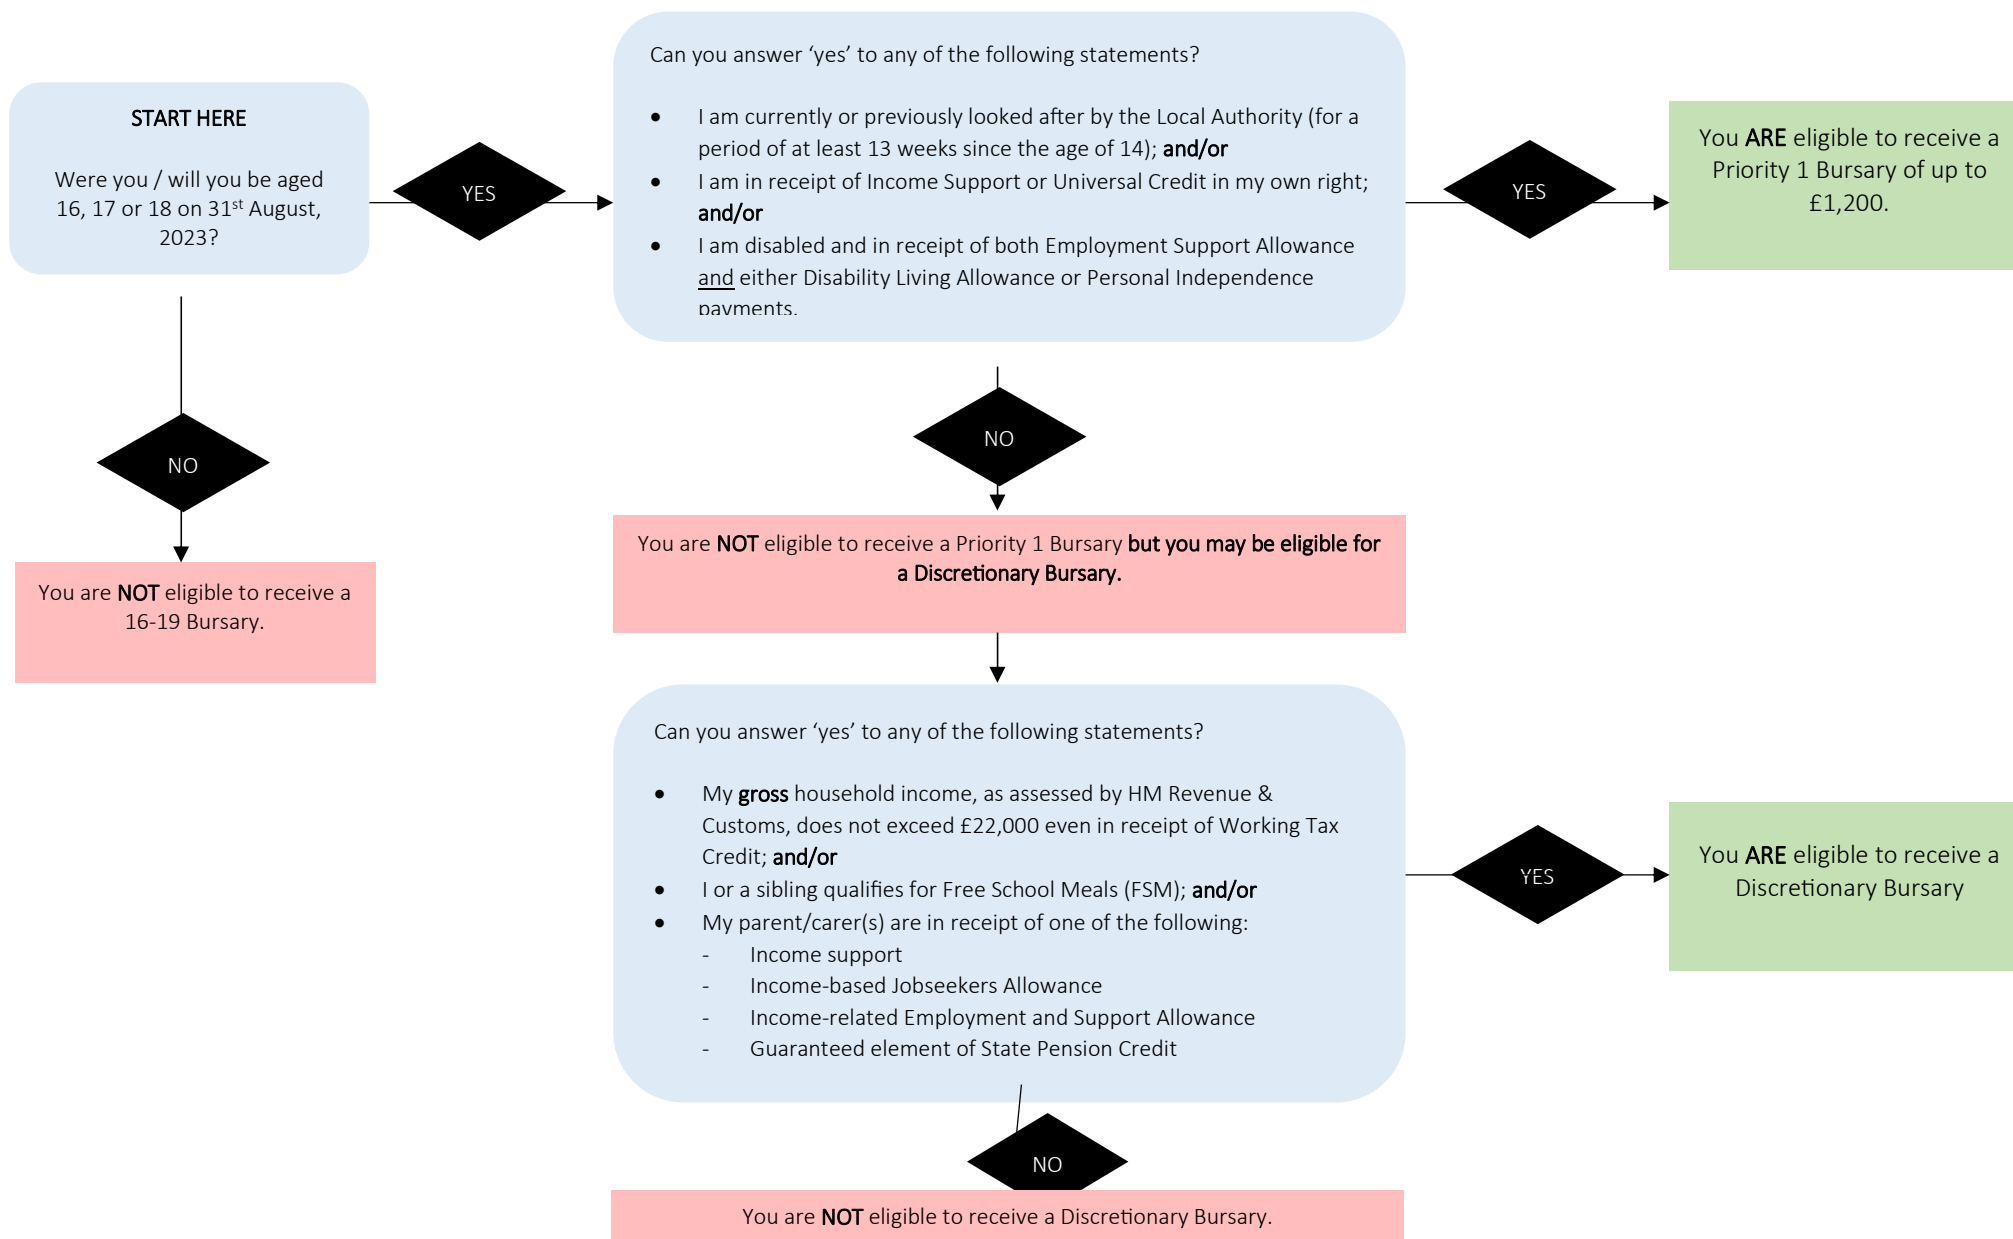 START HERE
Were you / will you be aged
16, 17 or 18 on 31st August,
2023?
YES
Can you answer ‘yes’ to any of the following statements?
• I am currently or previously looked after by the Local Authority (for a
period of at least 13 weeks since the age of 14); and/or
• I am in receipt of Income Support or Universal Credit in my own right;
and/or
• I am disabled and in receipt of both Employment Support Allowance
and either Disability Living Allowance or Personal Independence
payments.
YES
You ARE eligible to receive a
Priority 1 Bursary of up to
£1,200.
NO
You are NOT eligible to receive a
16-19 Bursary.
NO
You are NOT eligible to receive a Priority 1 Bursary but you may be eligible for
a Discretionary Bursary.
Can you answer ‘yes’ to any of the following statements?
• My gross household income, as assessed by HM Revenue &
Customs, does not exceed £22,000 even in receipt of Working Tax
Credit; and/or
• I or a sibling qualifies for Free School Meals (FSM); and/or
• My parent/carer(s) are in receipt of one of the following:
- Income support
- Income-based Jobseekers Allowance
- Income-related Employment and Support Allowance
- Guaranteed element of State Pension Credit
YES
You ARE eligible to receive a
Discretionary Bursary
NO
You are NOT eligible to receive a Discretionary Bursary.